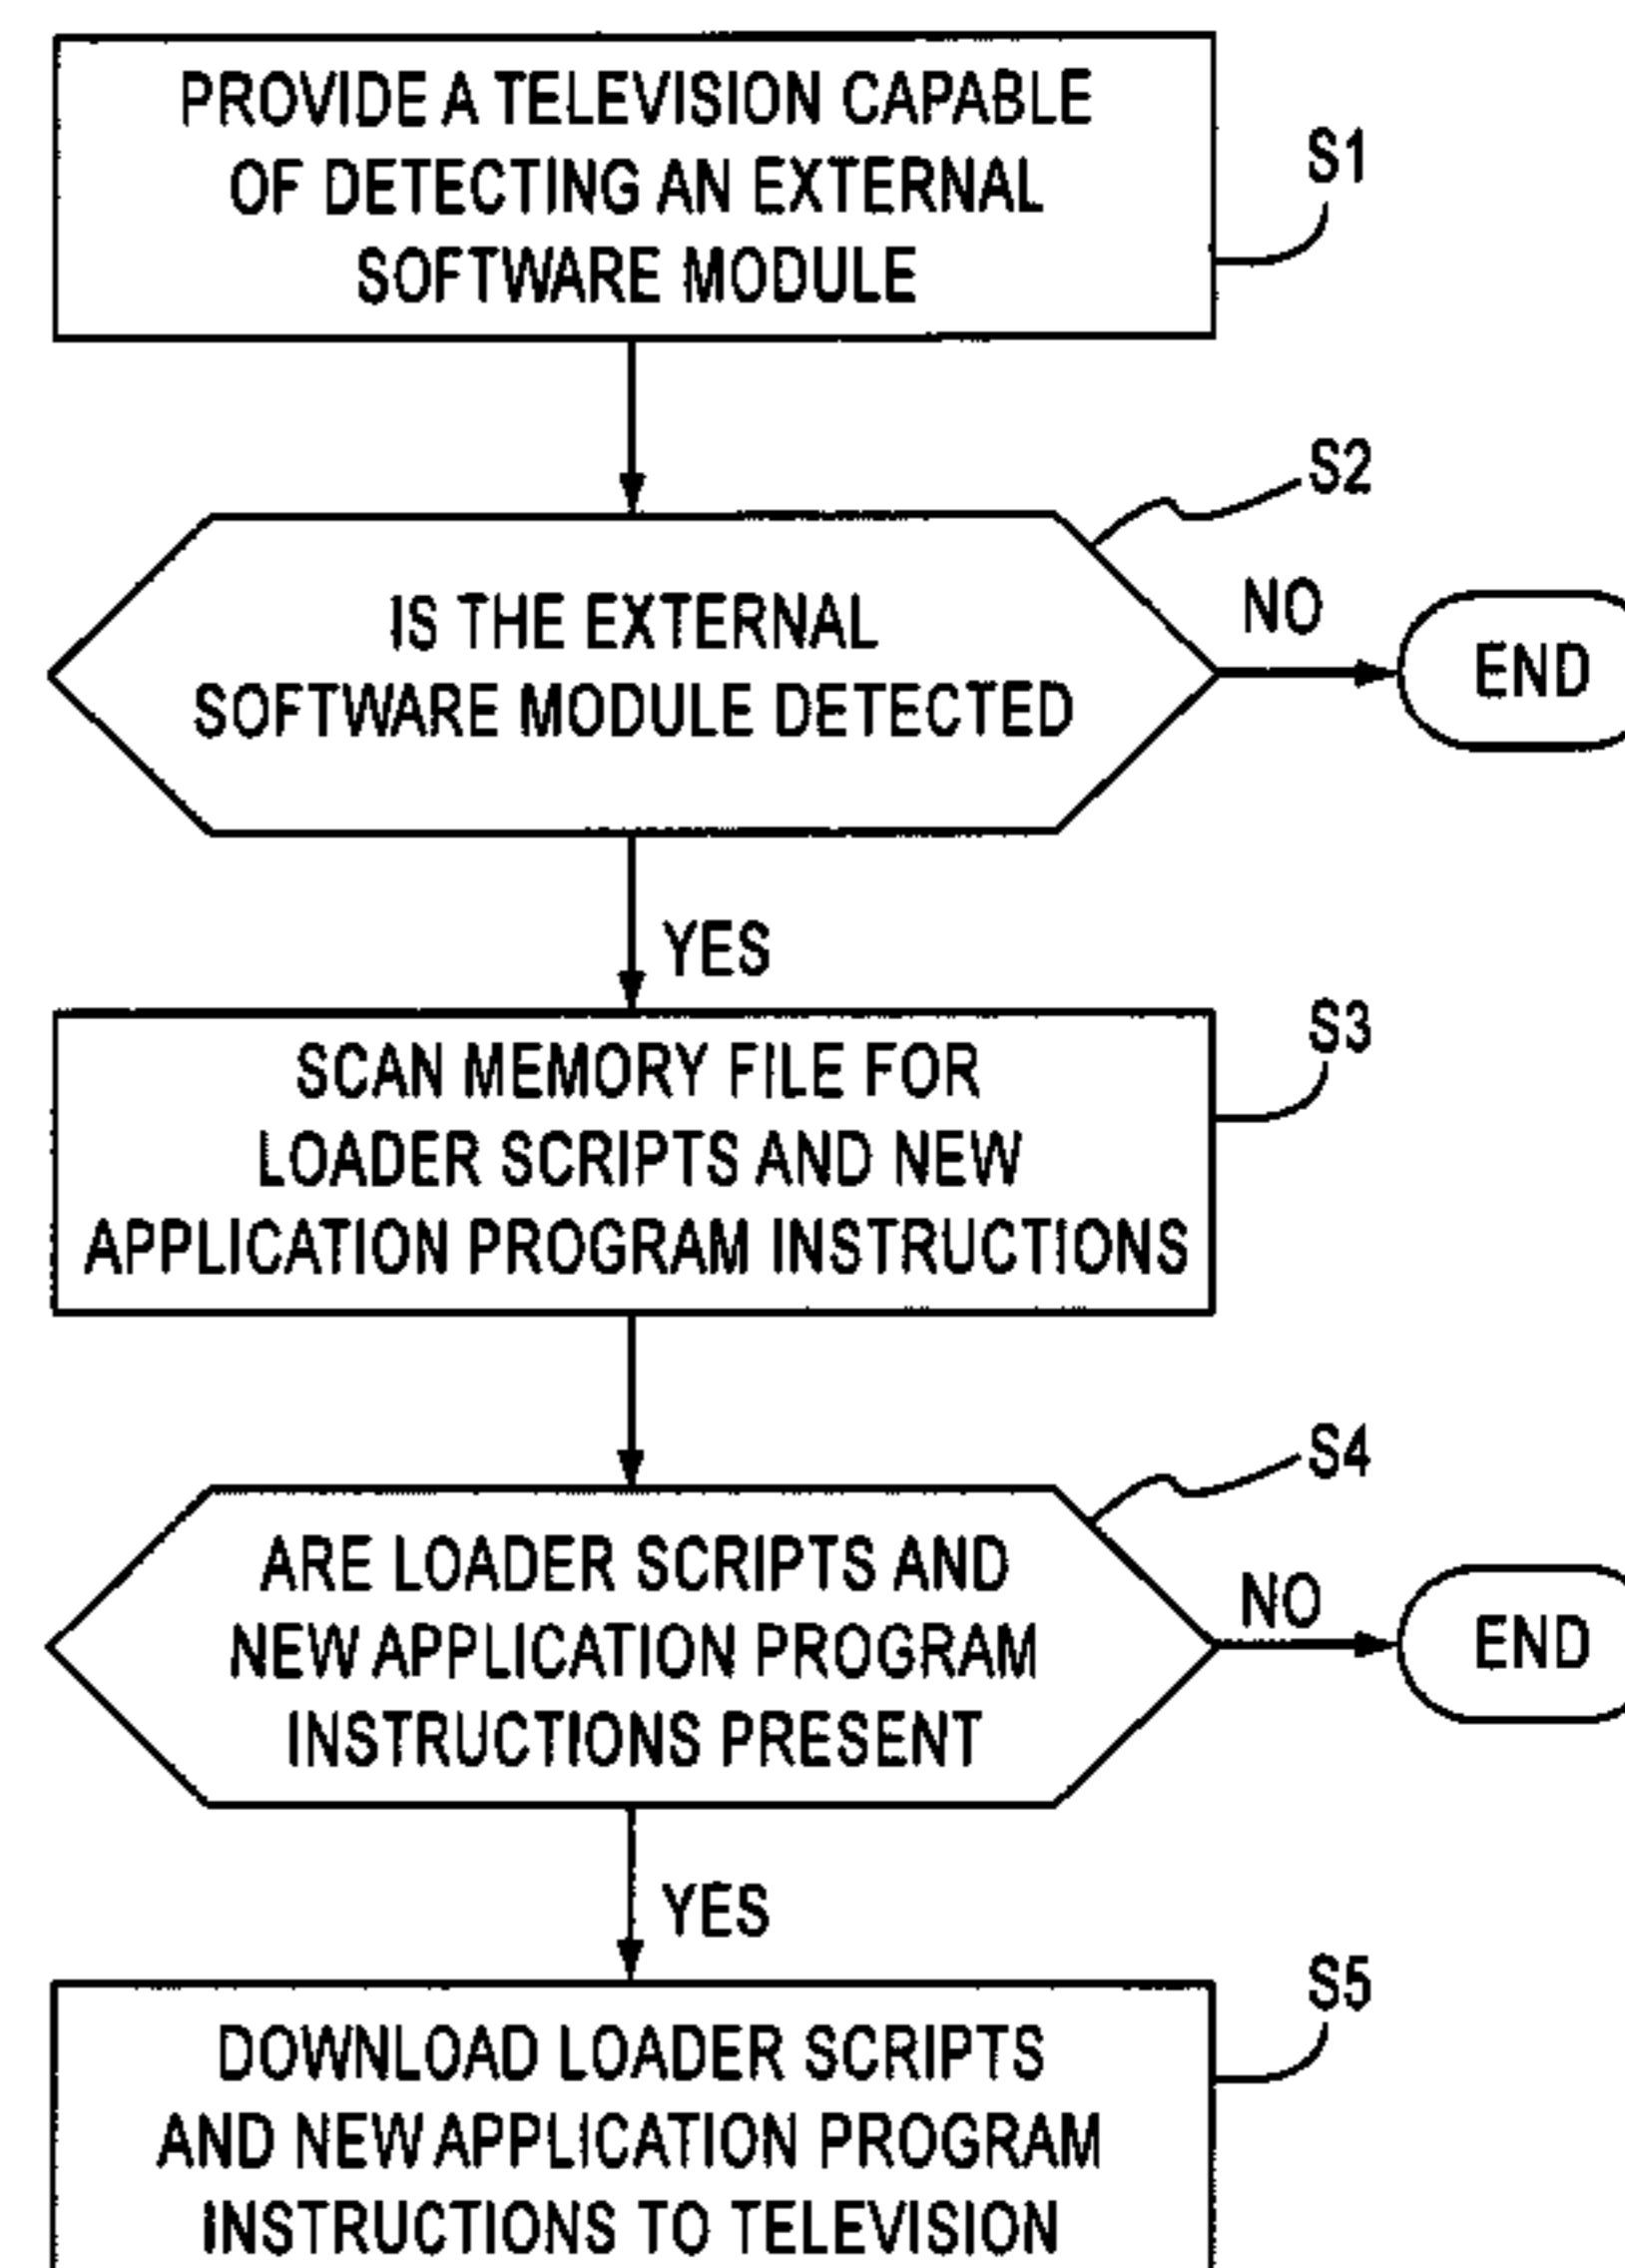 PROVIDE A TELEVISION CAPABLE
OF DETECTING AN EXTERNAL
SOFTWARE MODULE
S1
IS THE EXTERNAL
SOFTWARE MODULE DETECTED
S2
NO
END
YES
SCAN MEMORY FILE FOR
LOADER SCRIPTS AND NEW
APPLICATION PROGRAM INSTRUCTIONS
S3
ARE LOADER SCRIPTS AND
NEW APPLICATION PROGRAM
INSTRUCTIONS PRESENT
S4
NO
END
YES
DOWNLOAD LOADER SCRIPTS
AND NEW APPLICATION PROGRAM
INSTRUCTIONS TO TELEVISION
S5